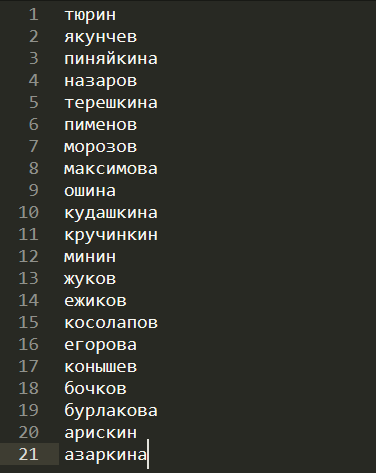 1 тюрин
2 якунчев
3 пиняйкина
4 назаров
5 терешкина
6 пименов
7 морозов
8 максимова
9 ошина
10 кудашкина
11 кручинкин
12 минин
13 жуков
14 ежиков
15 косолапов
16 егорова
17 конышев
18 бочков
19 бурлакова
20 арискин
21 азаркина